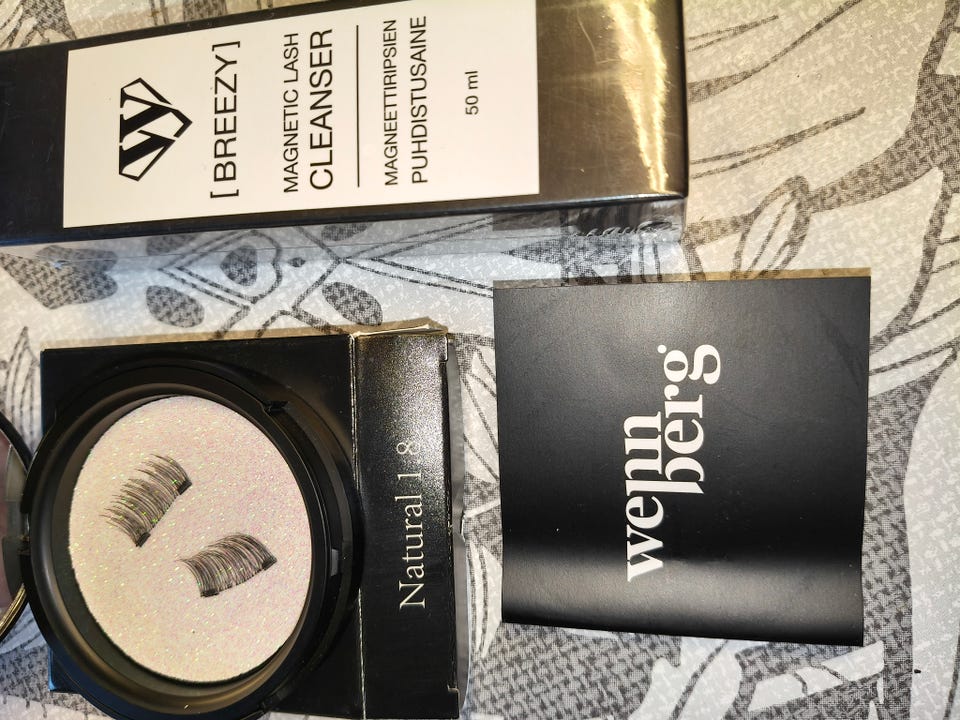 W
[BREEZY]
MAGNETIC LASH
CLEANSER
MAGNEETTIRIPSIEN
PUHDISTUSAINE
50 ml
Natural 18
wenn
berg